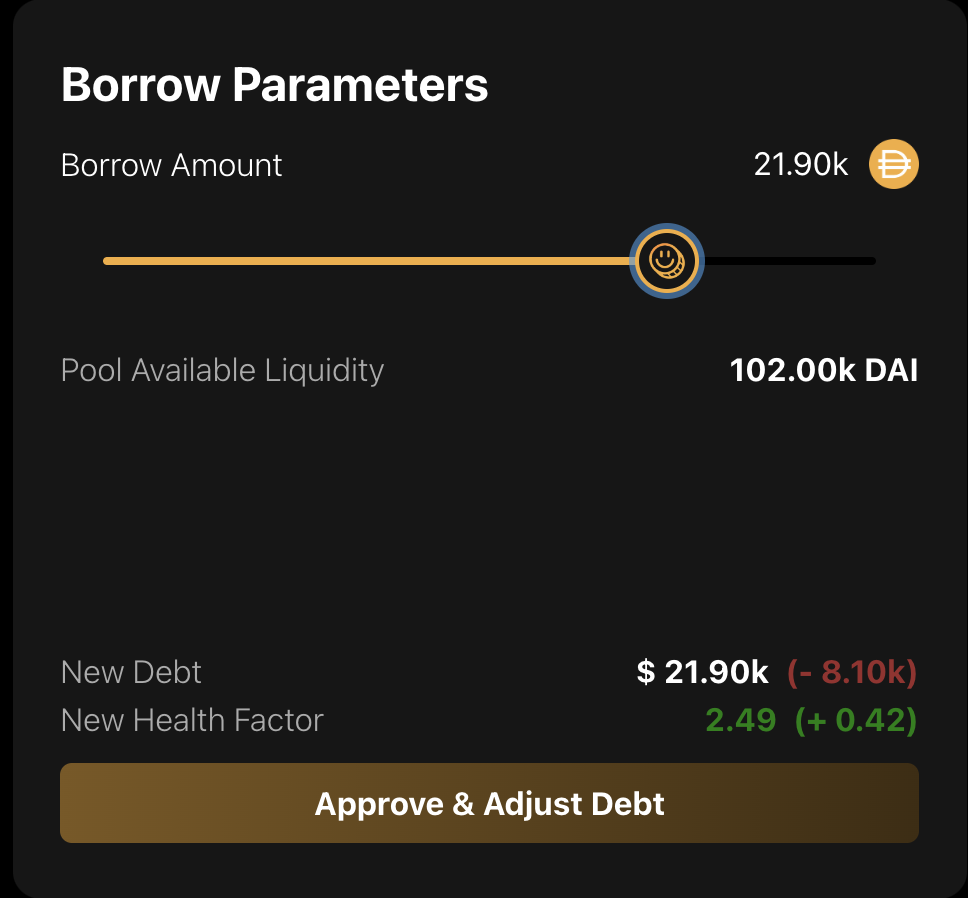 Borrow Parameters
Borrow Amount 21.90k
Pool Available Liquidity 102.00k DAI
New Debt $ 21.90k (- 8.10k)
New Health Factor 2.49 (+ 0.42)
Approve & Adjust Debt